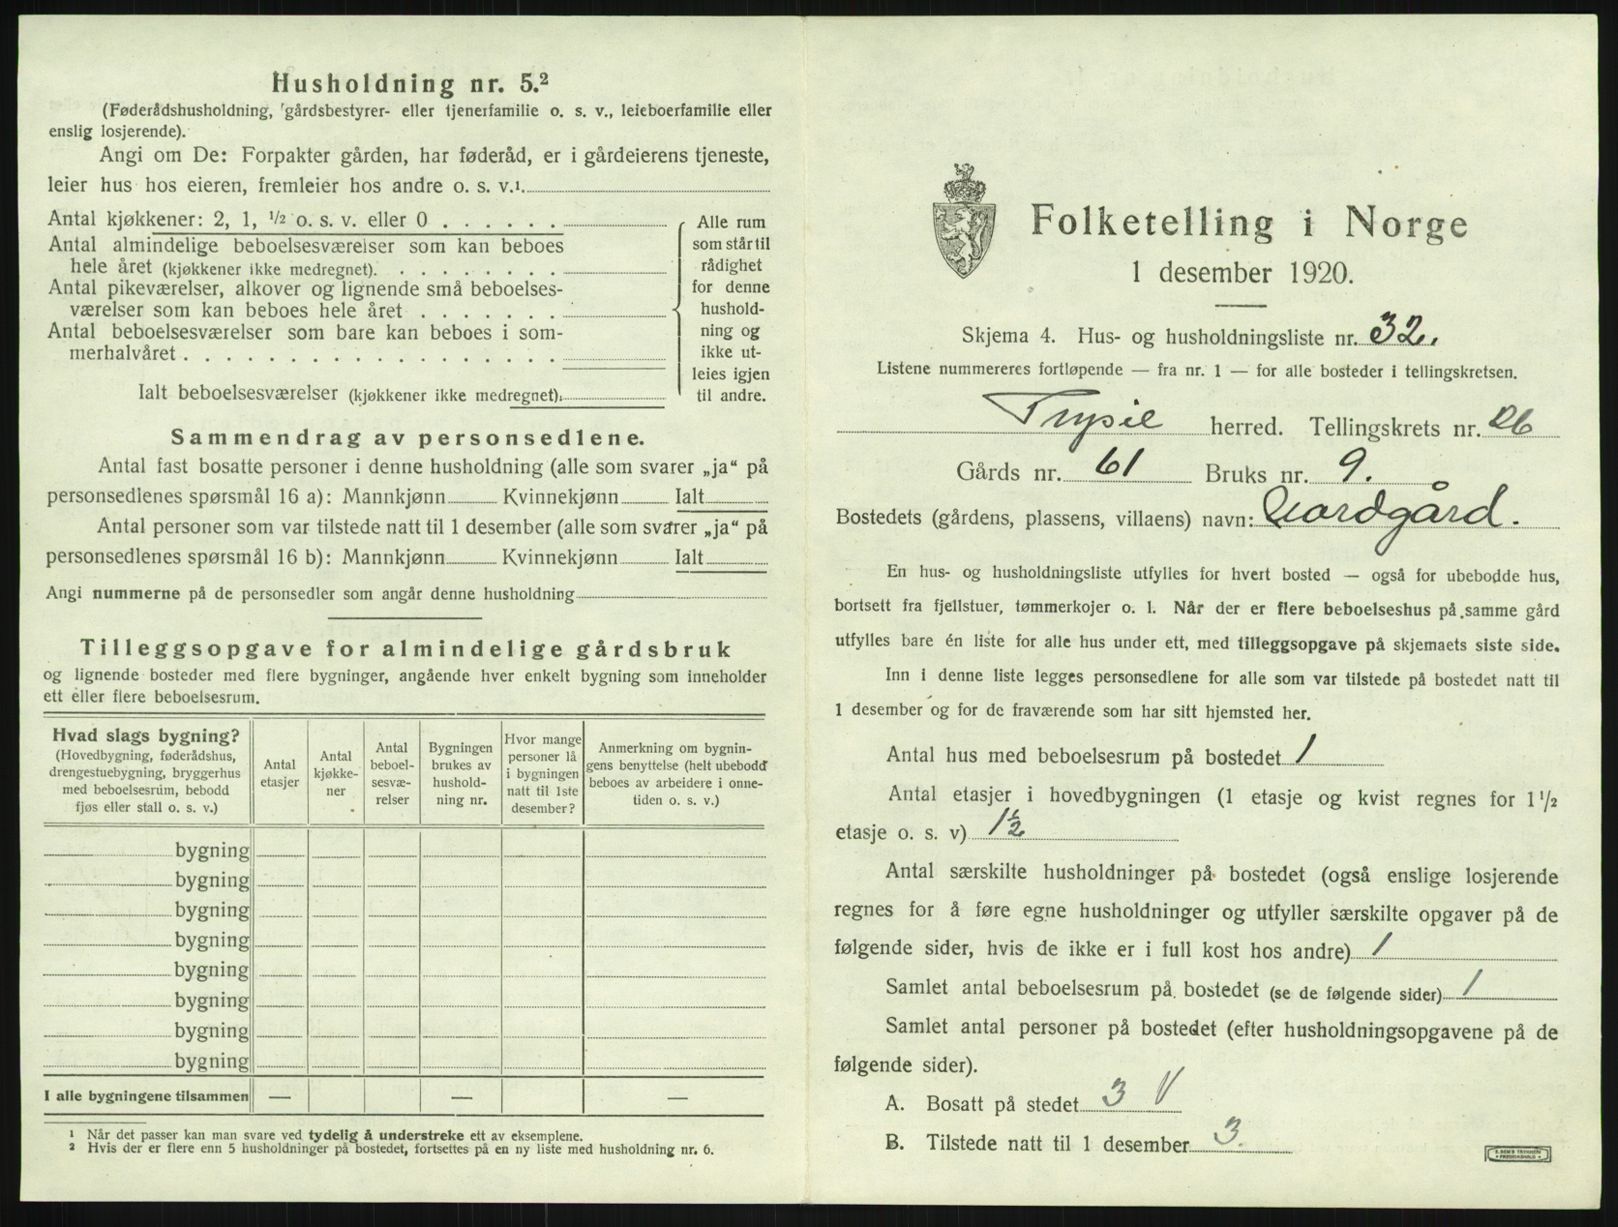 Husholdning nr. 5.²
(Føderådshusholdning, gårdsbestyrer- eller tjenerfamilie o. s. v., leieboerfamilie eller
enslig losjerende).
Angi om De: Forpakter gården, har føderåd, er i gårdeierens tjeneste,
leier hus hos eieren, fremleier hos andre o. s. v.¹
Antal kjøkkener: 2, 1, 1/2 o. s. v. eller 0 . . . . . .
Antal almindelige beboelsesværelser som kan beboes
hele året (kjøkkener ikke medregnet). . . . . . . . .
Antal pikeværelser, alkover og lignende små beboelses-
værelser som kan beboes hele året . . . . . . .
Antal beboelsesværelser som bare kan beboes i som-
merhalvåret . . . . . . . . . . . . . . . . . .
Ialt beboelsesværelser (kjøkkener ikke medregnet).
Alle rum
som står til
rådighet
for denne
hushold-
ning og
ikke ut-
leies igjen
til andre.
Sammendrag av personsedlene.
Antal fast bosatte personer i denne husholdning (alle som svarer „ja“ på
personsedlenes spørsmål 16 a): Mannkjønn Kvinnekjønn Ialt
Antal personer som var tilstede natt til 1 desember (alle som svarer „ja“ på
personsedlenes spørsmål 16 b): Mannkjønn Kvinnekjønn Ialt
Angi nummerne på de personsedler som angår denne husholdning
Tilleggsopgave for almindelige gårdsbruk
og lignende bosteder med flere bygninger, angående hver enkelt bygning som inneholder
ett eller flere beboelsesrum.
Hvad slags bygning?
(Hovedbygning, føderådshus,
drengestuebygning, bryggerhus
med beboelsesrum, bebodd
fjøs eller stall o. s. v.)
Antal
etasjer
Antal
kjøkke-
ner
Antal
beboel-
sesvæ-
relser
Bygningen
brukes av
hushold-
ning nr.
Hvor mange
personer lå
i bygningen
natt til 1ste
desember?
Anmerkning om bygnin-
gens benyttelse (helt ubebodd
beboes av arbeidere i onne-
tiden o. s. v.)
bygning
bygning
bygning
bygning
bygning
bygning
bygning
bygning
I alle bygningene tilsammen — — —
¹ Når det passer kan man svare ved tydelig å understreke ett av eksemplene.
² Hvis der er flere enn 5 husholdninger på bostedet, fortsettes på en ny liste med husholdning nr. 6.
Folketelling i Norge
1 desember 1920.
Skjema 4. Hus- og husholdningsliste nr. 32.
Listene nummereres fortløpende — fra nr. 1 — for alle bosteder i tellingskretsen.
Trysil herred. Tellingskrets nr. 26
Gårds nr. 61 Bruks nr. 9.
Bostedets (gårdens, plassens, villaens) navn: Nordgård.
En hus- og husholdningsliste utfylles for hvert bosted — også for ubebodde hus,
bortsett fra fjellstuer, tømmerkojer o. l. Når der er flere beboelseshus på samme gård
utfylles bare én liste for alle hus under ett, med tilleggsopgave på skjemaets siste side.
Inn i denne liste legges personsedlene for alle som var tilstede på bostedet natt til
1 desember og for de fraværende som har sitt hjemsted her.
Antal hus med beboelsesrum på bostedet 1
Antal etasjer i hovedbygningen (1 etasje og kvist regnes for 1 1/2
etasje o. s. v) 1 1/2
Antal særskilte husholdninger på bostedet (også enslige losjerende
regnes for å føre egne husholdninger og utfyller særskilte opgaver på de
følgende sider, hvis de ikke er i full kost hos andre) 1
Samlet antal beboelsesrum på bostedet (se de følgende sider) 1
Samlet antal personer på bostedet (efter husholdningsopgavene på de
følgende sider).
A. Bosatt på stedet 3 V
B. Tilstede natt til 1 desember 3.